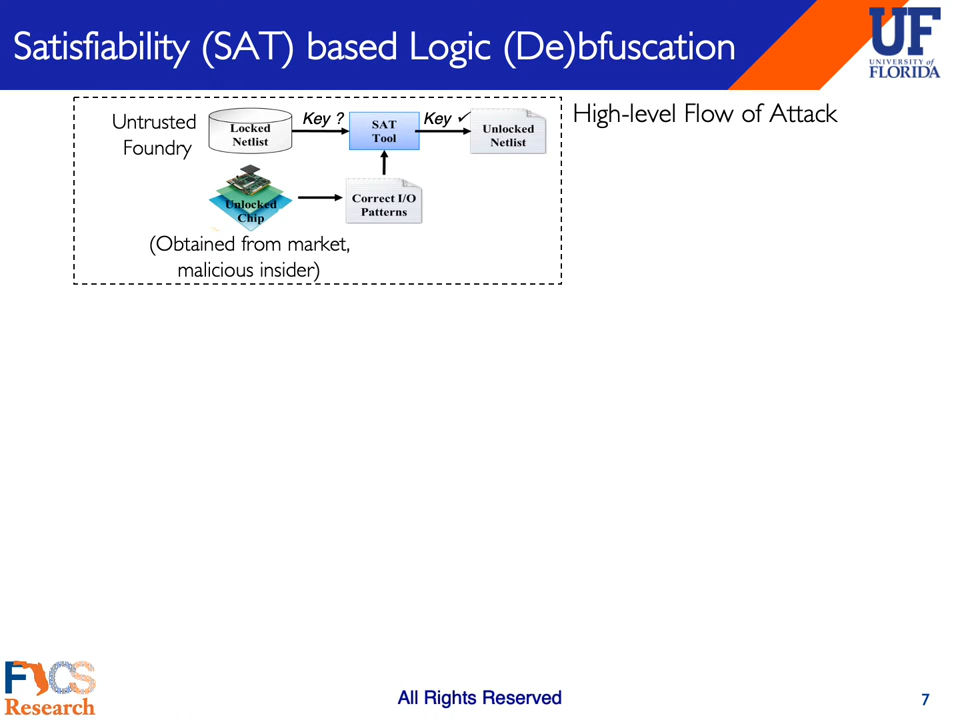 Satisfiability (SAT) based Logic (De)bfuscation
UF
UNIVERSITY of
FLORIDA
High-level Flow of Attack
Untrusted
Foundry
Locked
Netlist
Key ?
SAT
Tool
Key ✓
Unlocked
Netlist
Unlocked
Chip
Correct I/O
Patterns
(Obtained from market,
malicious insider)
FICS
Research
All Rights Reserved
7